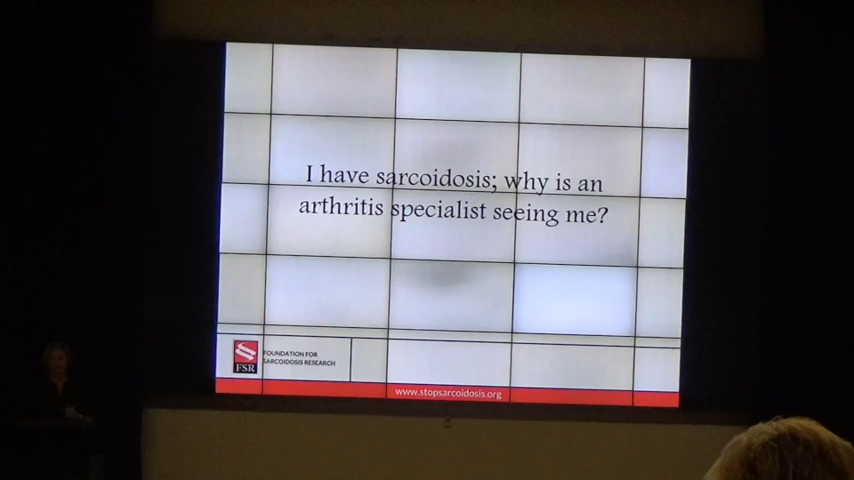 I have sarcoidosis; why is an
arthritis specialist seeing me?
FSR
FOUNDATION FOR
SARCOIDOSIS RESEARCH
www.stopsarcoidosis.org